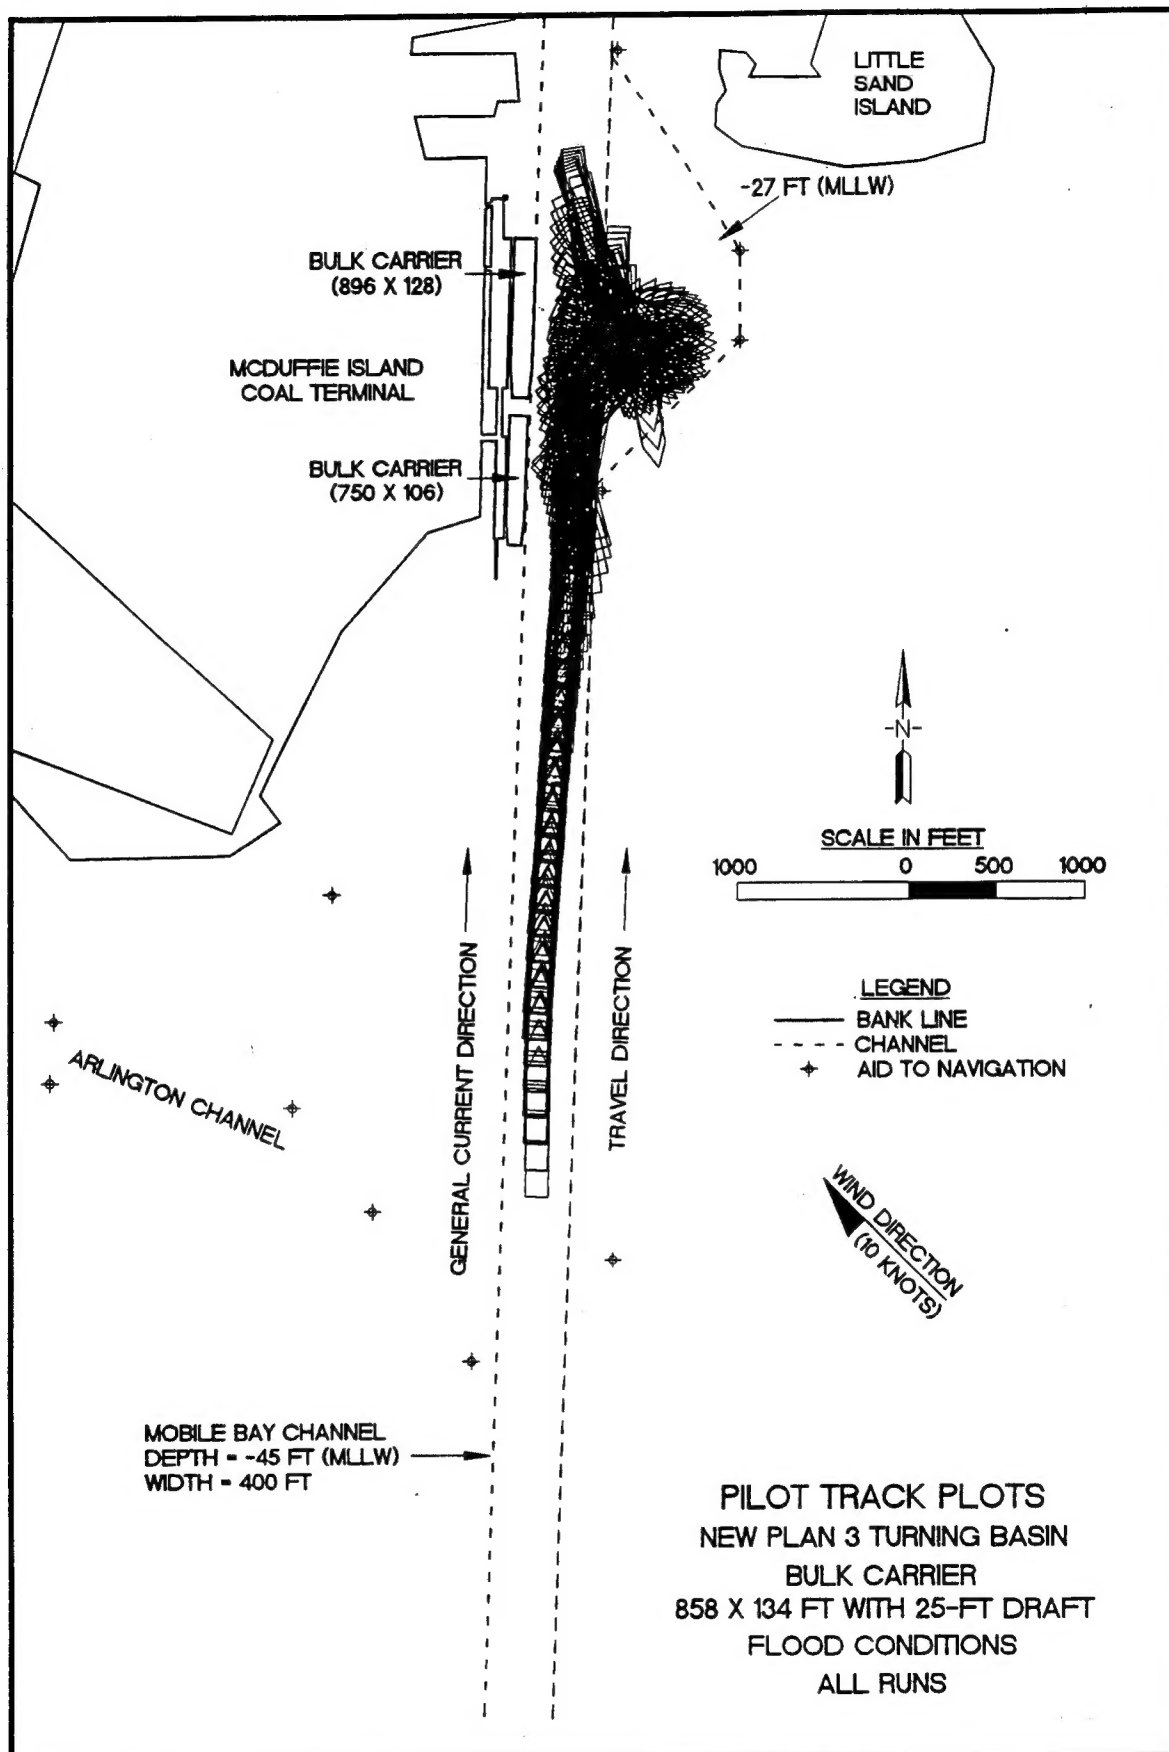 LITTLE
SAND
ISLAND
-27 FT (MLLW)
BULK CARRIER
(896 X 128)
MCDUFFIE ISLAND
COAL TERMINAL
BULK CARRIER
(750 X 106)
-N-
SCALE IN FEET
1000 0 500 1000
LEGEND
BANK LINE
CHANNEL
AID TO NAVIGATION
GENERAL CURRENT DIRECTION
TRAVEL DIRECTION
ARLINGTON CHANNEL
WIND DIRECTION
(10 KNOTS)
MOBILE BAY CHANNEL
DEPTH = -45 FT (MLLW)
WIDTH = 400 FT
PILOT TRACK PLOTS
NEW PLAN 3 TURNING BASIN
BULK CARRIER
858 X 134 FT WITH 25-FT DRAFT
FLOOD CONDITIONS
ALL RUNS